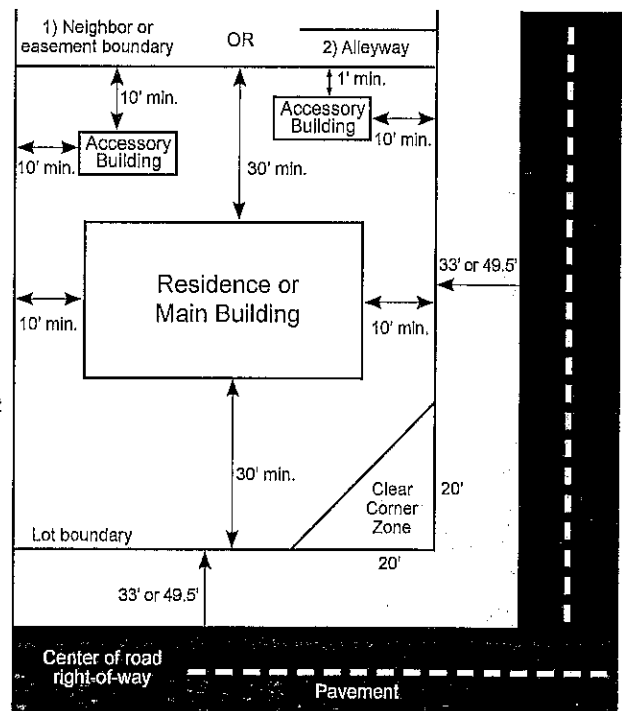 1) Neighbor or
easement boundary
OR
2) Alleyway
10' min.
1' min.
Accessory
Building
Accessory
Building
10' min.
10' min.
30' min.
33' or 49.5'
Residence or
Main Building
10' min.
10' min.
30' min.
Clear
Corner
Zone
20'
Lot boundary
20'
33' or 49.5'
Center of road
right-of-way
Pavement